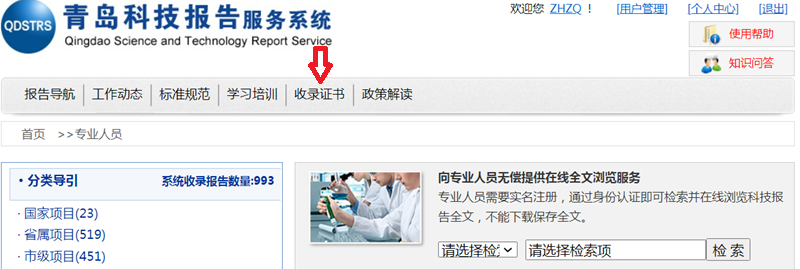 欢迎您 ZHZQ ! [用户管理] [个人中心] [退出]
QDSTRS 青岛科技报告服务系统
Qingdao Science and Technology Report Service
使用帮助
知识问答
报告导航 工作动态 标准规范 学习培训 收录证书 政策解读
首页 >>专业人员
· 分类导引 系统收录报告数量:993
· 国家项目(23)
· 省属项目(519)
· 市级项目(451)
向专业人员无偿提供在线全文浏览服务
专业人员需要实名注册，通过身份认证即可检索并在线浏览科技报
告全文，不能下载保存全文。
请选择检 请选择检索项 检 索